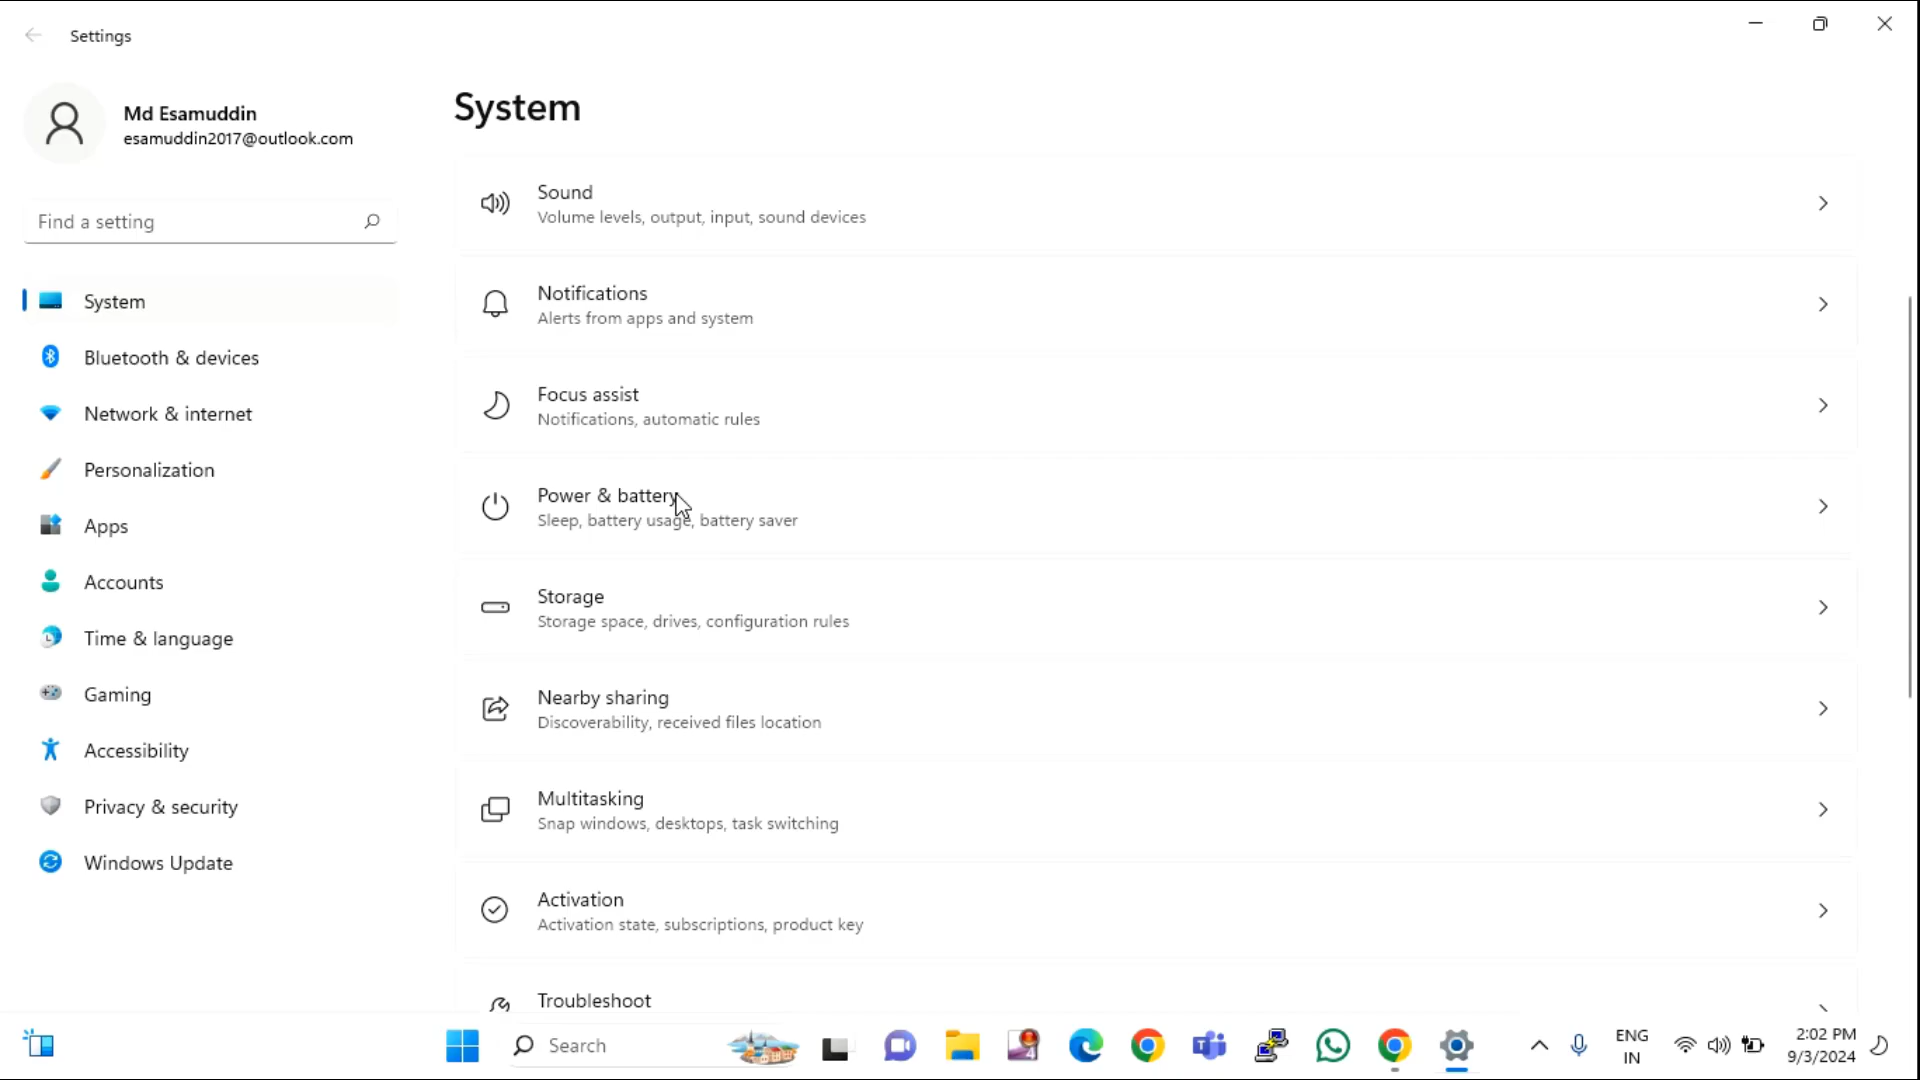 Settings
Md Esamuddin
esamuddin2017@outlook.com
Find a setting
System
Bluetooth & devices
Network & internet
Personalization
Apps
Accounts
Time & language
Gaming
Accessibility
Privacy & security
Windows Update
System
Sound
Volume levels, output, input, sound devices
Notifications
Alerts from apps and system
Focus assist
Notifications, automatic rules
Power & battery
Sleep, battery usage, battery saver
Storage
Storage space, drives, configuration rules
Nearby sharing
Discoverability, received files location
Multitasking
Snap windows, desktops, task switching
Activation
Activation state, subscriptions, product key
Troubleshoot
Search
ENG
IN
2:02 PM
9/3/2024